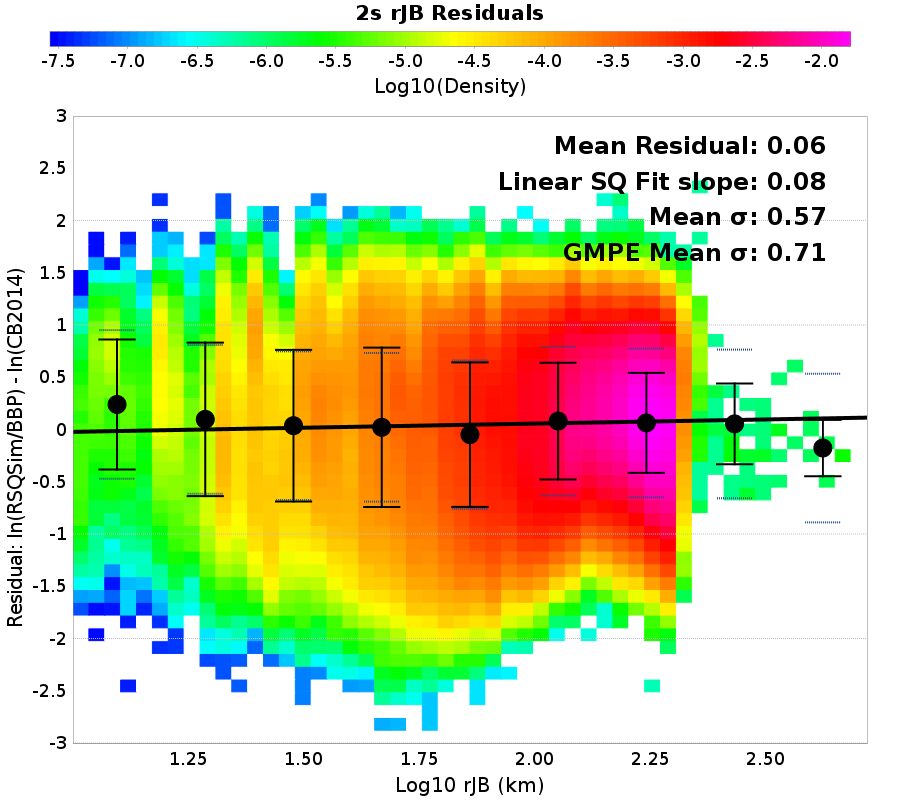 2s rJB Residuals
-7.5 -7.0 -6.5 -6.0 -5.5 -5.0 -4.5 -4.0 -3.5 -3.0 -2.5 -2.0
Log10(Density)
Mean Residual: 0.06
Linear SQ Fit slope: 0.08
Mean σ: 0.57
GMPE Mean σ: 0.71
Residual: ln(RSQSim/BBP) - ln(CB2014)
3
2.5
2
1.5
1
0.5
0
-0.5
-1
-1.5
-2
-2.5
-3
1.25 1.50 1.75 2.00 2.25 2.50
Log10 rJB (km)